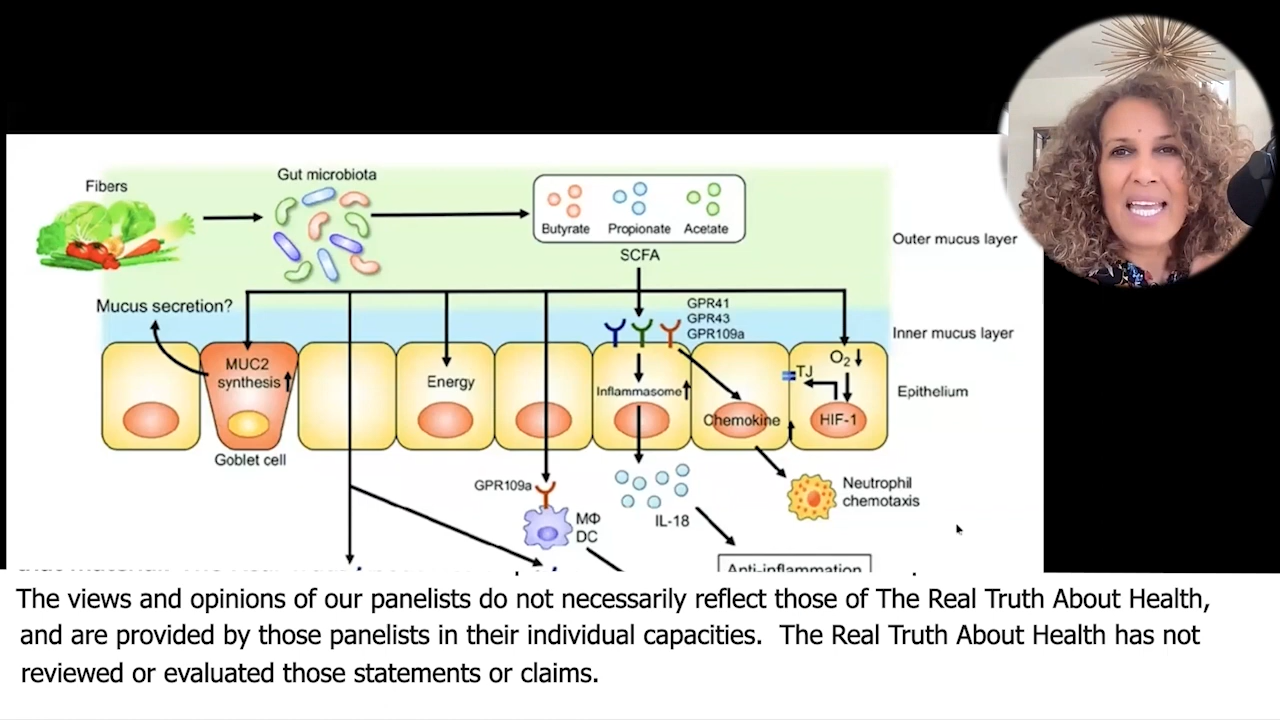 Fibers
Gut microbiota
Butyrate
Propionate
Acetate
SCFA
Outer mucus layer
Mucus secretion?
GPR41
GPR43
GPR109a
Inner mucus layer
MUC2
synthesis
Energy
Inflammasome
Chemokine
O2
TJ
HIF-1
Epithelium
Goblet cell
GPR109a
MΦ
DC
IL-18
Neutrophil
chemotaxis
Anti-inflammation
The views and opinions of our panelists do not necessarily reflect those of The Real Truth About Health,
and are provided by those panelists in their individual capacities. The Real Truth About Health has not
reviewed or evaluated those statements or claims.